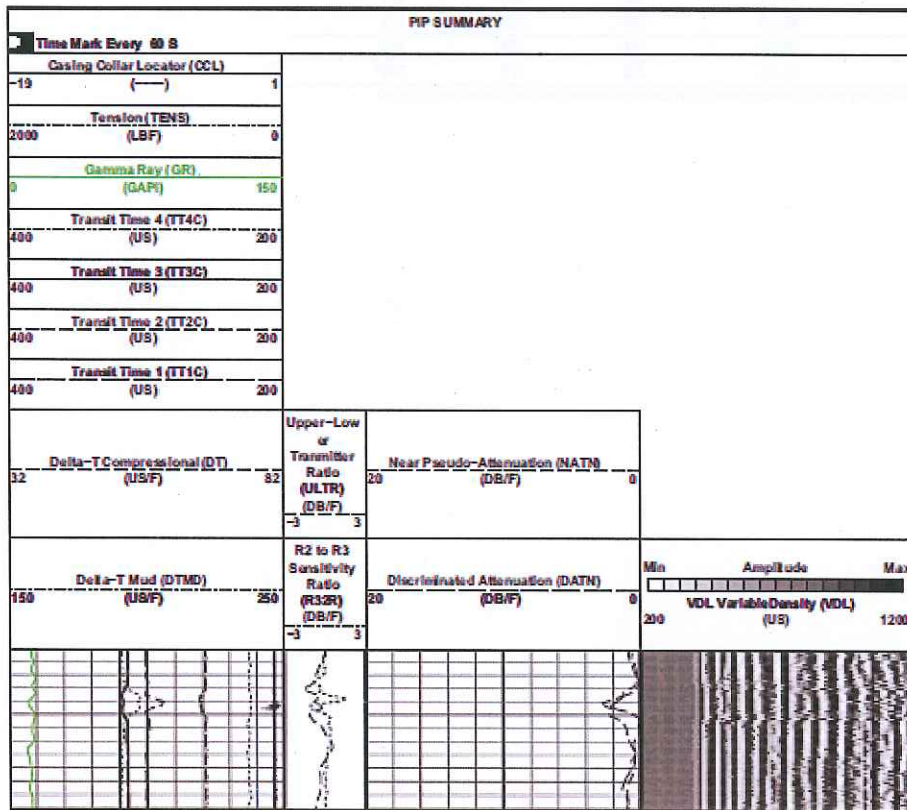 PIP SUMMARY
Time Mark Every 60 S
Casing Collar Locator (CCL)
-19 (----) 1
Tension (TENS)
2000 (LBF) 0
Gamma Ray (GR)
0 (GAPI) 150
Transit Time 4 (TT4C)
400 (US) 200
Transit Time 3 (TT3C)
400 (US) 200
Transit Time 2 (TT2C)
400 (US) 200
Transit Time 1 (TT1C)
400 (US) 200
Delta-T Compressional (DT)
32 (US/F) 82
Upper-Low
er
Tranmitter
Ratio
(ULTR)
(DB/F)
-3 3
Near Pseudo-Attenuation (NATN)
20 (DB/F) 0
Delta-T Mud (DTMD)
150 (US/F) 250
R2 to R3
Sensitivity
Ratio
(R32R)
(DB/F)
-3 3
Discriminated Attenuation (DATN)
20 (DB/F) 0
Min Amplitude Max
VDL VariableDensity (VDL)
200 (US) 1200